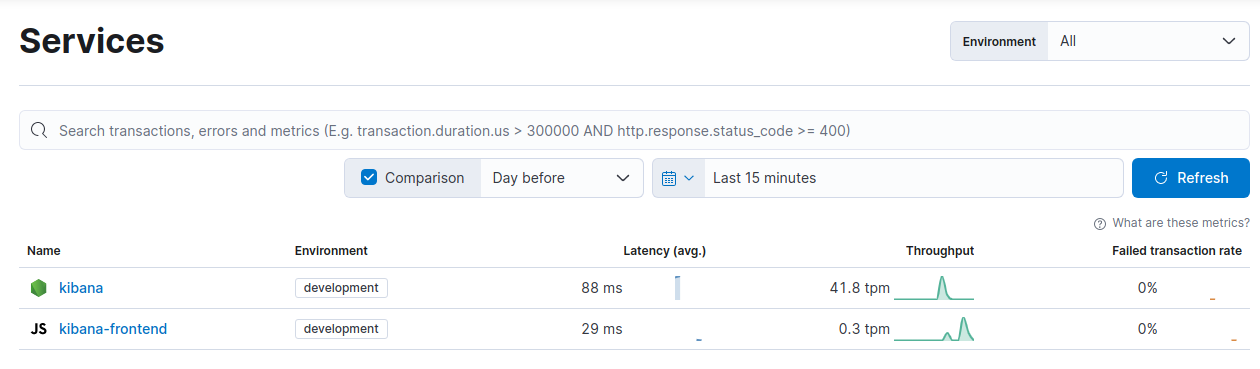 Services
Environment All
Search transactions, errors and metrics (E.g. transaction.duration.us > 300000 AND http.response.status_code >= 400)
Comparison Day before Last 15 minutes Refresh
What are these metrics?
Name Environment Latency (avg.) Throughput Failed transaction rate
kibana development 88 ms 41.8 tpm 0%
JS kibana-frontend development 29 ms 0.3 tpm 0%